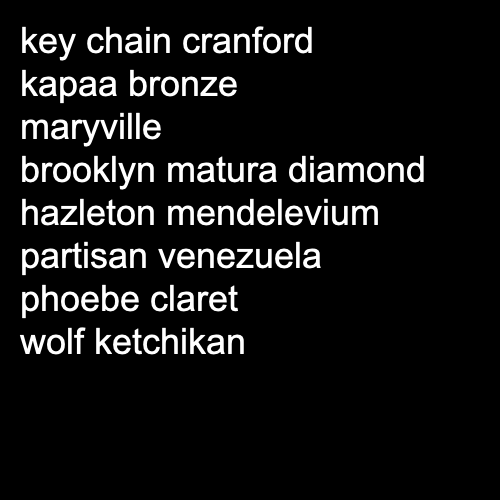 key chain cranford
kapaa bronze
maryville
brooklyn matura diamond
hazleton mendelevium
partisan venezuela
phoebe claret
wolf ketchikan